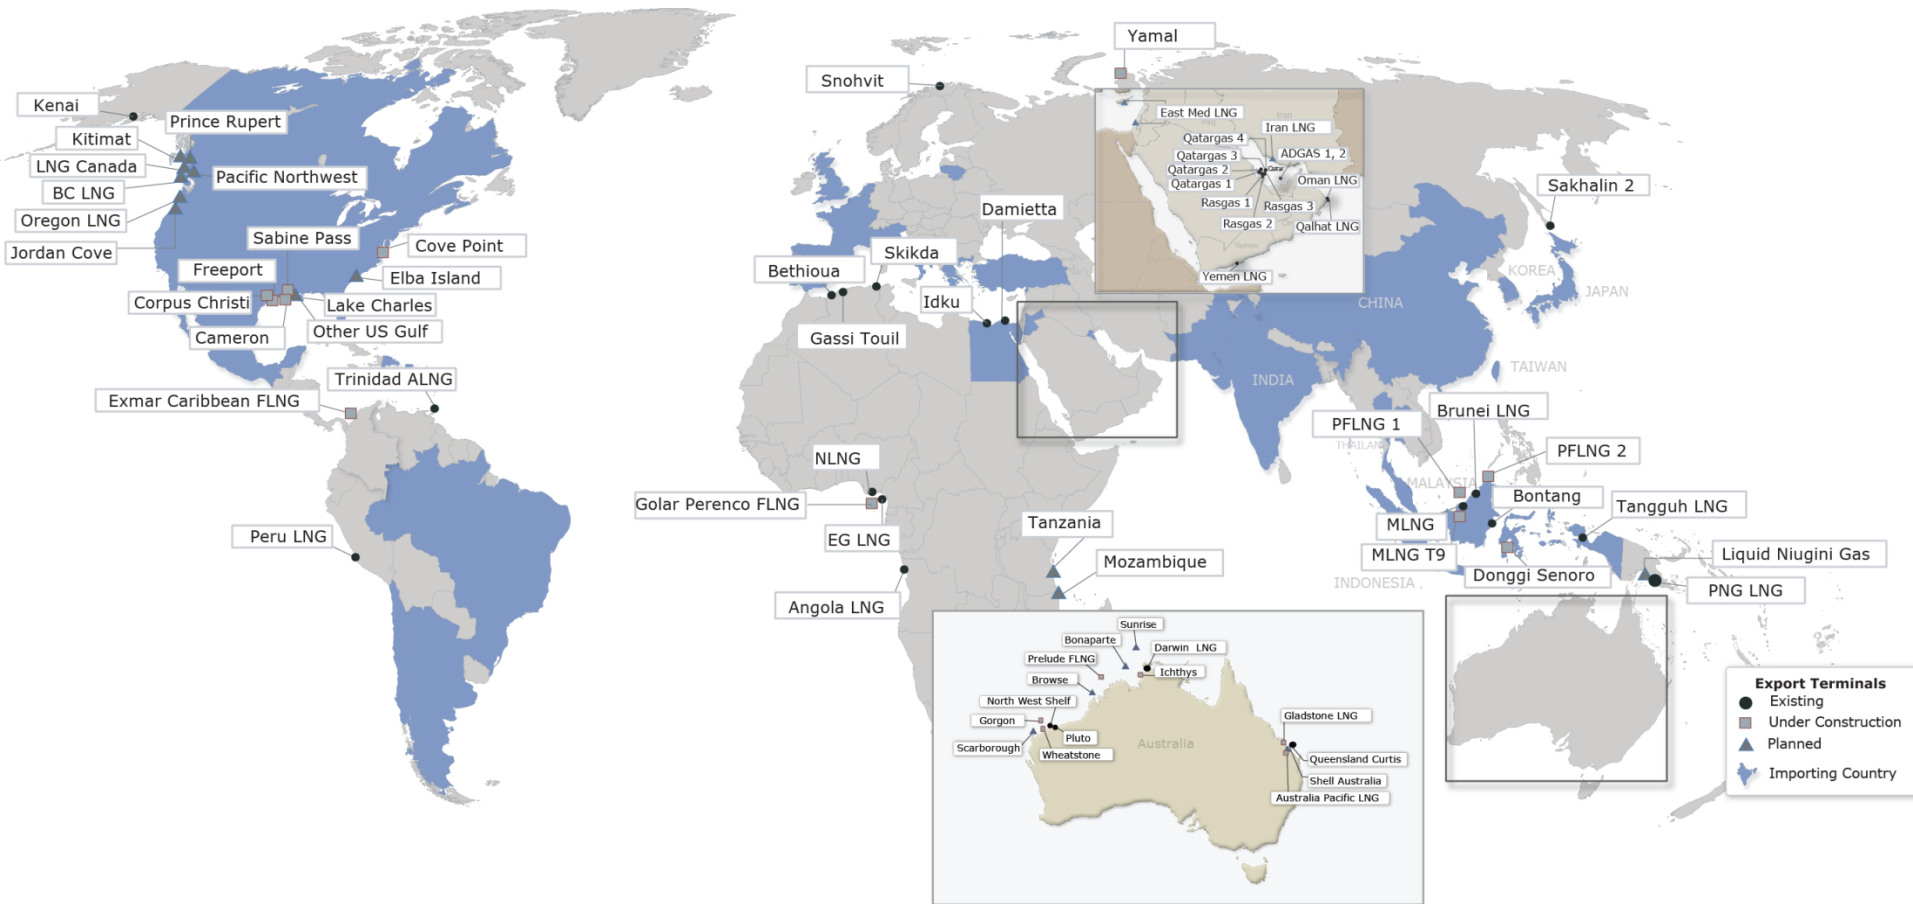 Yamal
Snohvit
Kenai
Prince Rupert
Kitimat
LNG Canada
Pacific Northwest
BC LNG
Oregon LNG
Jordan Cove
Sabine Pass
Cove Point
Freeport
Elba Island
Corpus Christi
Lake Charles
Other US Gulf
Cameron
Trinidad ALNG
Exmar Caribbean FLNG
Peru LNG
Damietta
Skikda
Bethioua
Idku
Gassi Touil
NLNG
Golar Perenco FLNG
EG LNG
Angola LNG
Tanzania
Mozambique
East Med LNG
Iran
Iraq
Iran LNG
Qatargas 4
Qatargas 3
ADGAS 1, 2
Qatargas 2
Qatar
Qatargas 1
Oman LNG
Rasgas 1
Rasgas 3
Rasgas 2
Qalhat LNG
Yemen
Yemen LNG
Sakhalin 2
KOREA
JAPAN
CHINA
TAIWAN
INDIA
THAILAND
MALAYSIA
INDONESIA
Brunei LNG
PFLNG 1
PFLNG 2
Bontang
Tangguh LNG
MLNG
MLNG T9
Donggi Senoro
Liquid Niugini Gas
PNG LNG
Sunrise
Bonaparte
Darwin LNG
Prelude FLNG
Ichthys
Browse
North West Shelf
Gorgon
Pluto
Scarborough
Wheatstone
Australia
Gladstone LNG
Queensland Curtis
Shell Australia
Australia Pacific LNG
Export Terminals
Existing
Under Construction
Planned
Importing Country